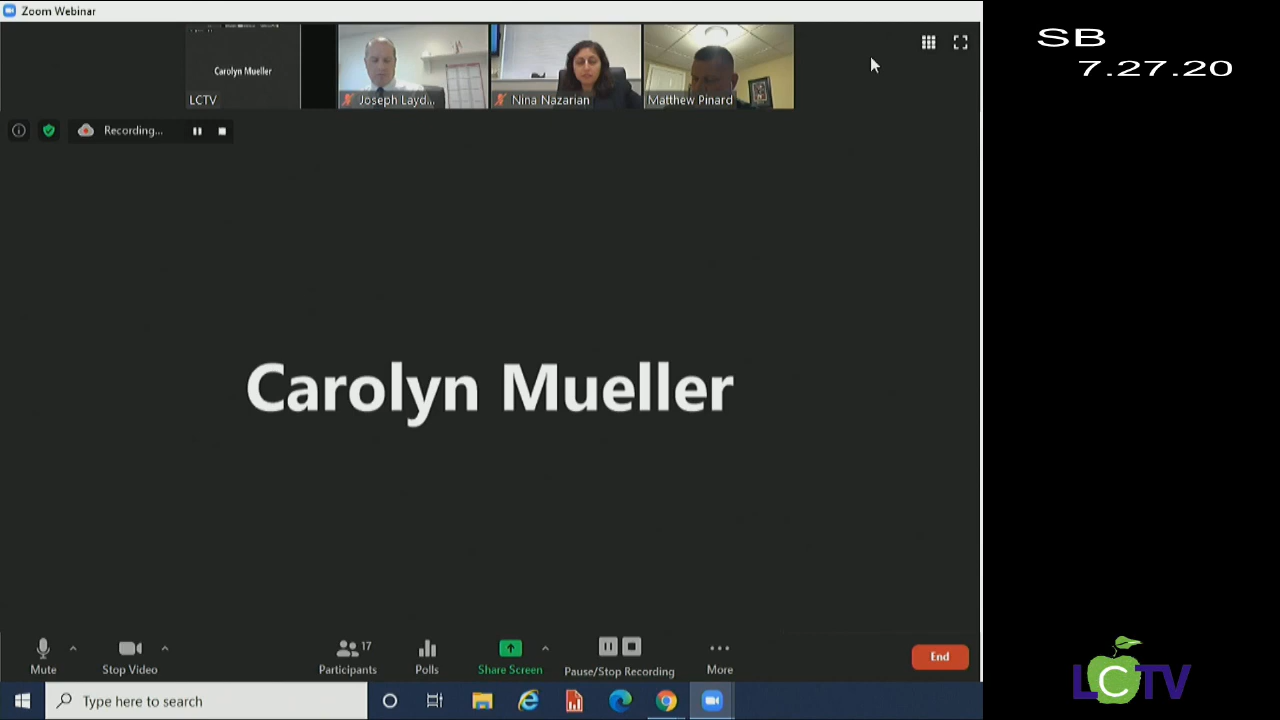 Zoom Webinar
SB
7.27.20
Carolyn Mueller
LCTV
Joseph Layd...
Nina Nazarian
Matthew Pinard
Recording...
Carolyn Mueller
Mute
Stop Video
17
Participants
Polls
Share Screen
Pause/Stop Recording
More
End
LCTV
Type here to search